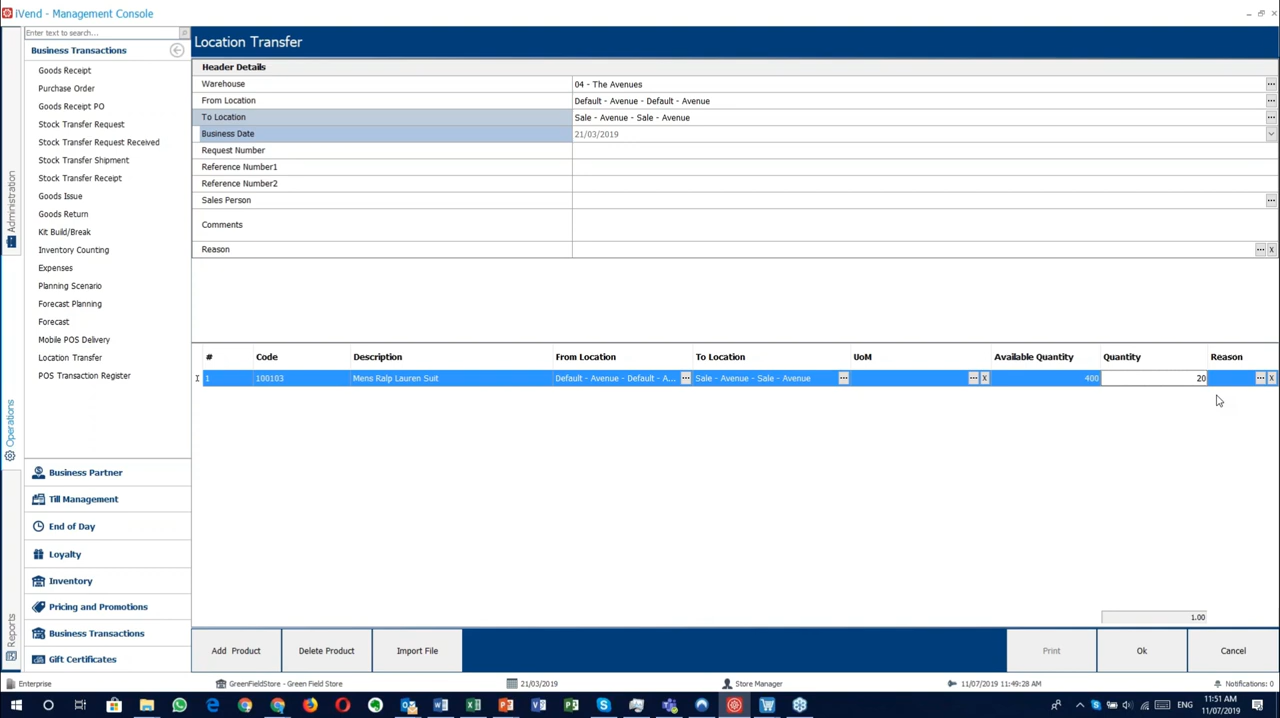 iVend - Management Console
Enter text to search...
Business Transactions
Goods Receipt
Purchase Order
Goods Receipt PO
Stock Transfer Request
Stock Transfer Request Received
Stock Transfer Shipment
Stock Transfer Receipt
Goods Issue
Goods Return
Kit Build/Break
Inventory Counting
Expenses
Planning Scenario
Forecast Planning
Forecast
Mobile POS Delivery
Location Transfer
POS Transaction Register
Administration
Operations
Reports
Business Partner
Till Management
End of Day
Loyalty
Inventory
Pricing and Promotions
Business Transactions
Gift Certificates
Location Transfer
Header Details
Warehouse 04 - The Avenues ...
From Location Default - Avenue - Default - Avenue ...
To Location Sale - Avenue - Sale - Avenue ...
Business Date 21/03/2019
Request Number
Reference Number1
Reference Number2
Sales Person ...
Comments
Reason ... X
# Code Description From Location To Location UoM Available Quantity Quantity Reason
1 100103 Mens Ralp Lauren Suit Default - Avenue - Default - A... ... Sale - Avenue - Sale - Avenue ... ... X 400 20 ... X
1.00
Add Product Delete Product Import File Print Ok Cancel
Enterprise GreenFieldStore - Green Field Store 21/03/2019 Store Manager 11/07/2019 11:49:28 AM Notifications: 0
ENG 11:51 AM
11/07/2019